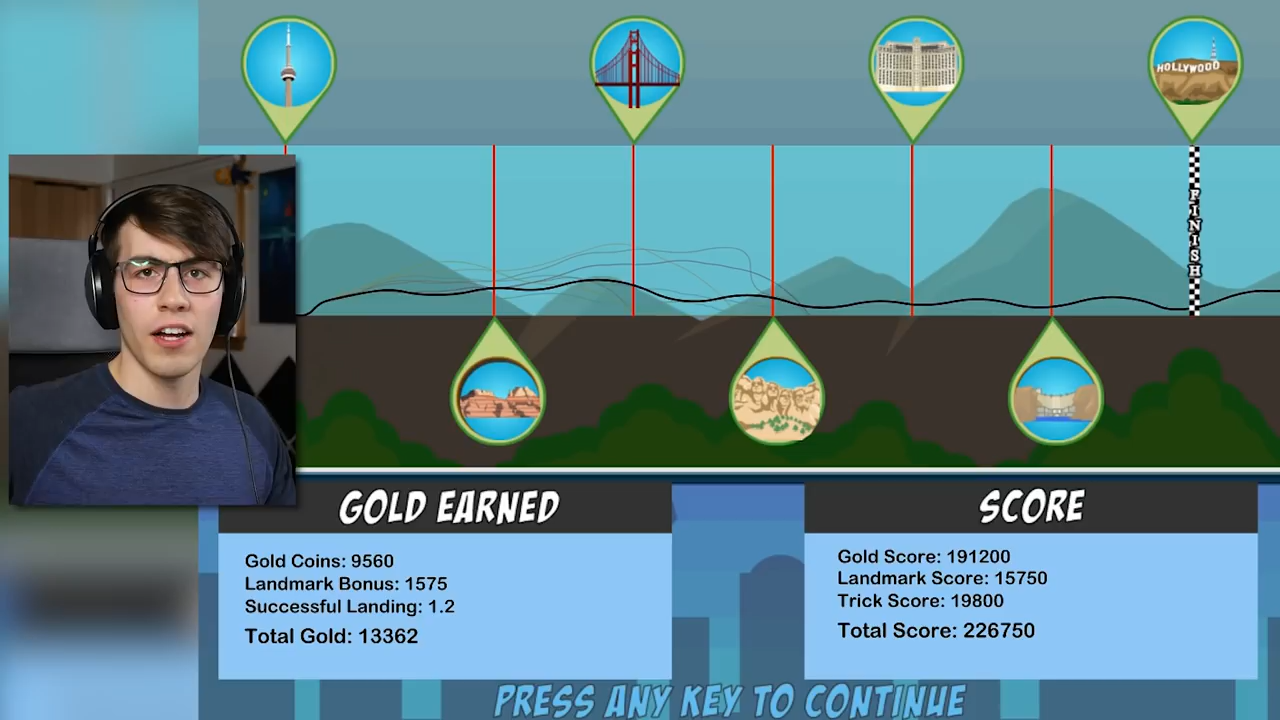 HOLLYWOOD
FINISH
GOLD EARNED
Gold Coins: 9560
Landmark Bonus: 1575
Successful Landing: 1.2
Total Gold: 13362
SCORE
Gold Score: 191200
Landmark Score: 15750
Trick Score: 19800
Total Score: 226750
PRESS ANY KEY TO CONTINUE